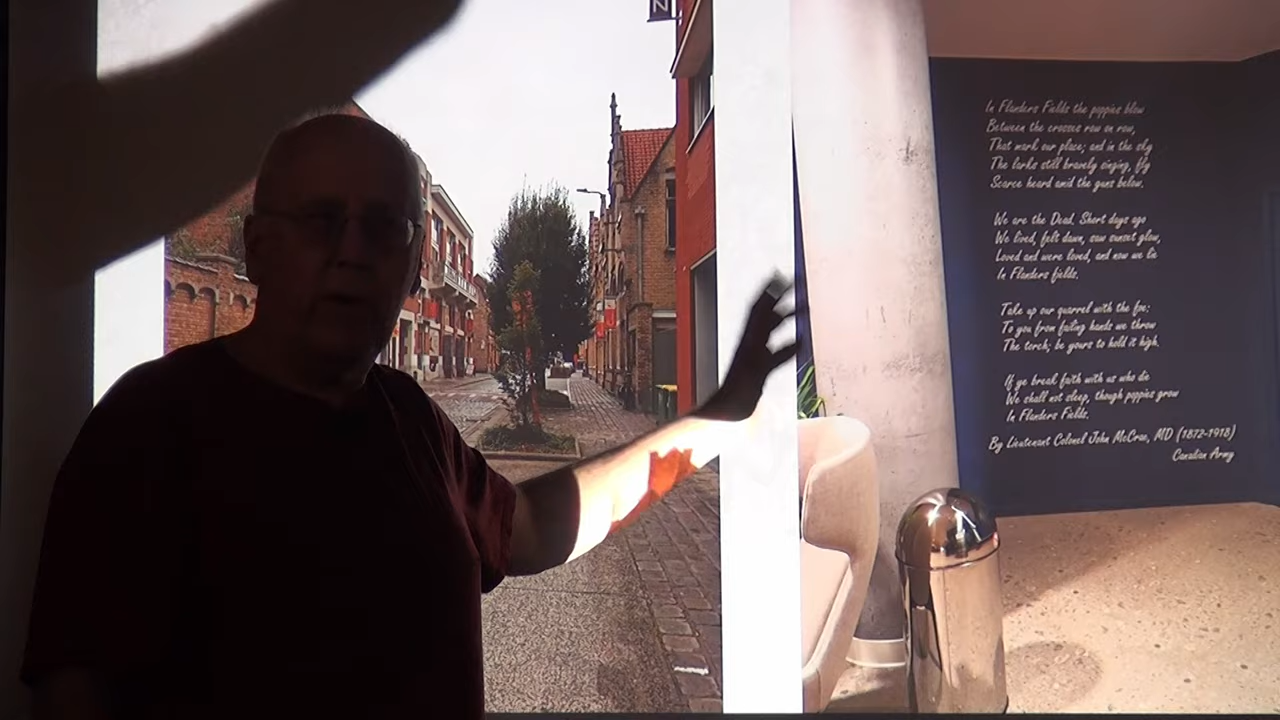 N
In Flanders Fields the poppies blow
Between the crosses row on row,
That mark our place; and in the sky
The larks still bravely singing, fly
Scarce heard amid the guns below.
We are the Dead. Short days ago
We lived, felt dawn, saw sunset glow,
Loved and were loved, and now we lie
In Flanders fields.
Take up our quarrel with the foe:
To you from failing hands we throw
The torch; be yours to hold it high.
If ye break faith with us who die
We shall not sleep, though poppies grow
In Flanders Fields.
By Lieutenant Colonel John McCrae, MD (1872-1918)
Canadian Army